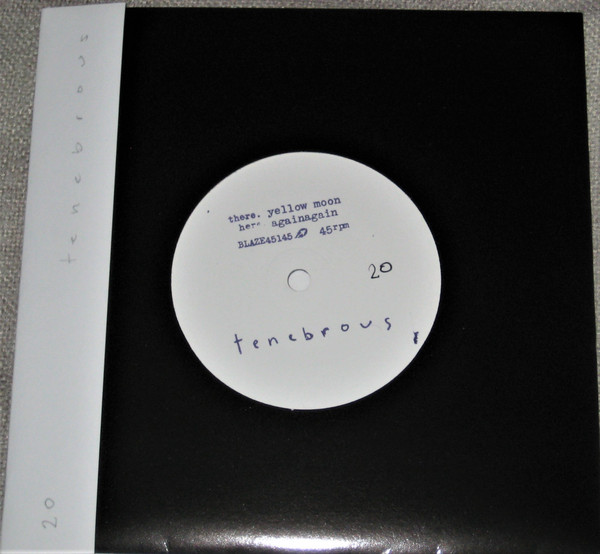 tenebrous
20
there. yellow moon
here againagain
BLAZE45145 45rpm
20
tenebrous